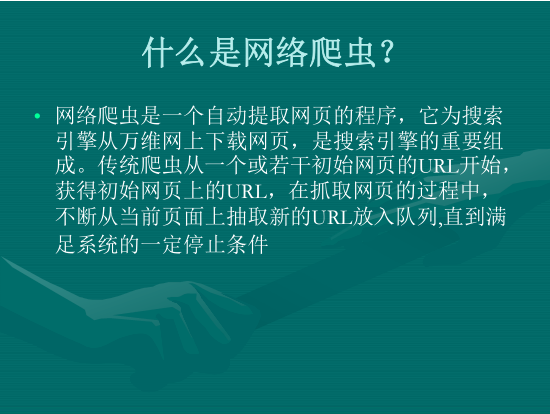 什么是网络爬虫？
• 网络爬虫是一个自动提取网页的程序，它为搜索
引擎从万维网上下载网页，是搜索引擎的重要组
成。传统爬虫从一个或若干初始网页的URL开始，
获得初始网页上的URL，在抓取网页的过程中，
不断从当前页面上抽取新的URL放入队列,直到满
足系统的一定停止条件